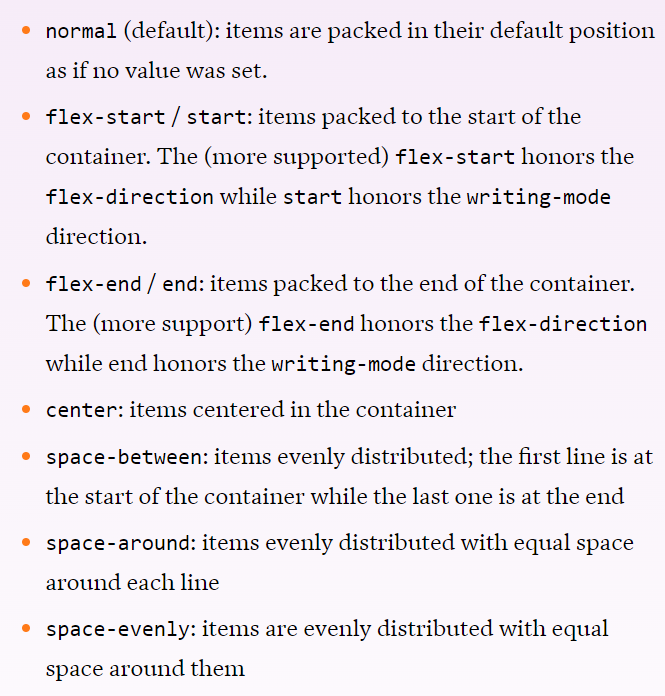 normal (default): items are packed in their default position
as if no value was set.
flex-start / start: items packed to the start of the
container. The (more supported) flex-start honors the
flex-direction while start honors the writing-mode
direction.
flex-end / end: items packed to the end of the container.
The (more support) flex-end honors the flex-direction
while end honors the writing-mode direction.
center: items centered in the container
space-between: items evenly distributed; the first line is at
the start of the container while the last one is at the end
space-around: items evenly distributed with equal space
around each line
space-evenly: items are evenly distributed with equal
space around them